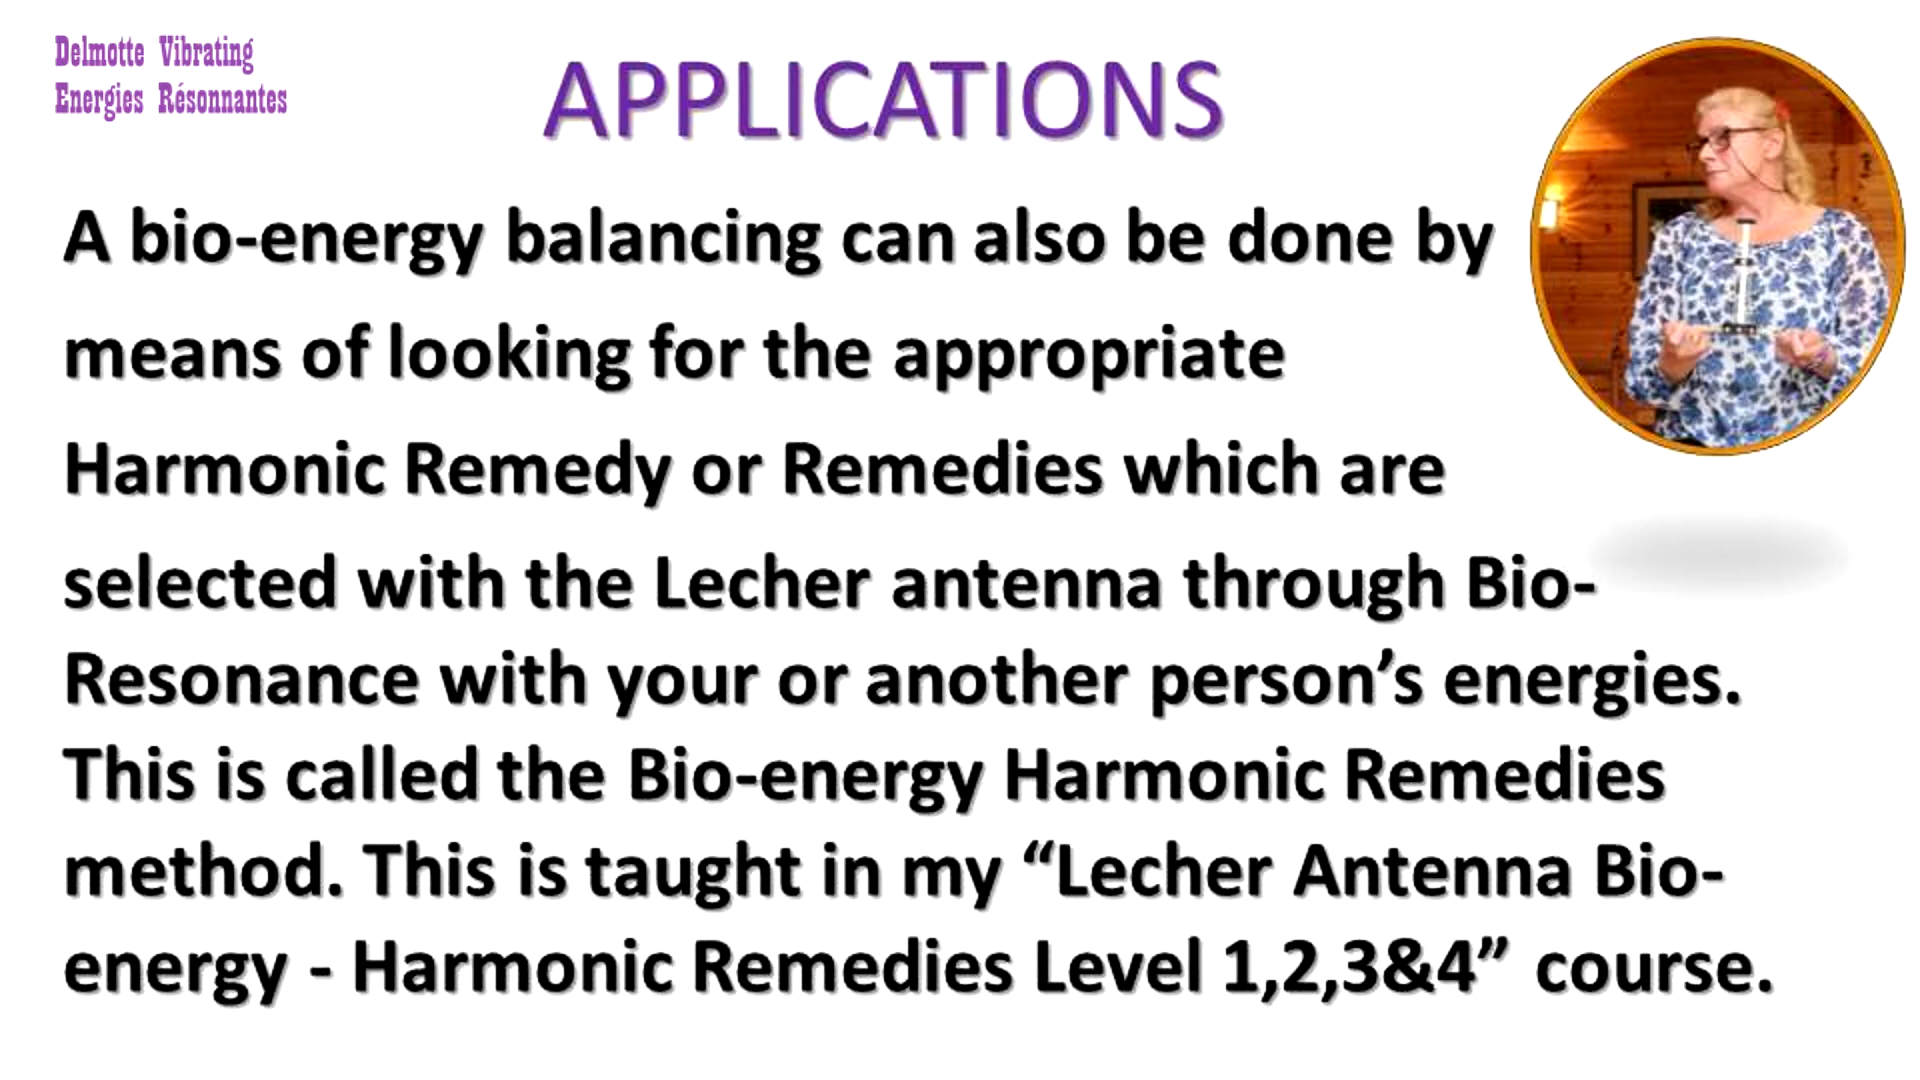 Delmotte Vibrating
Energies Résonnantes
APPLICATIONS
A bio-energy balancing can also be done by
means of looking for the appropriate
Harmonic Remedy or Remedies which are
selected with the Lecher antenna through Bio-
Resonance with your or another person’s energies.
This is called the Bio-energy Harmonic Remedies
method. This is taught in my “Lecher Antenna Bio-
energy - Harmonic Remedies Level 1,2,3&4” course.